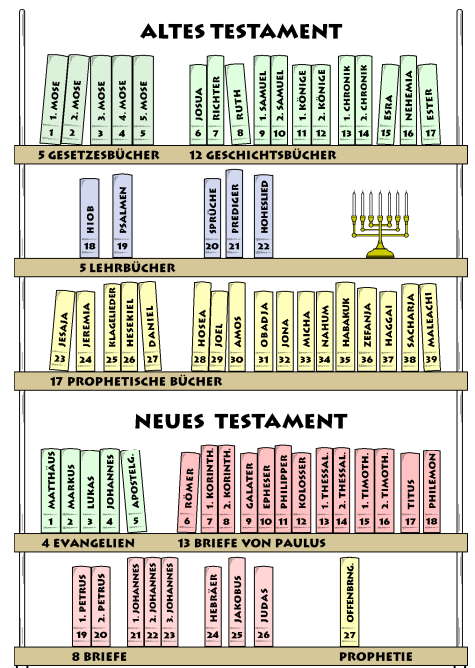 ALTES TESTAMENT
1. MOSE 1
2. MOSE 2
3. MOSE 3
4. MOSE 4
5. MOSE 5
JOSUA 6
RICHTER 7
RUTH 8
1. SAMUEL 9
2. SAMUEL 10
1. KÖNIGE 11
2. KÖNIGE 12
1. CHRONIK 13
2. CHRONIK 14
ESRA 15
NEHEMIA 16
ESTER 17
5 GESETZESBÜCHER 12 GESCHICHTSBÜCHER
HIOB 18
PSALMEN 19
SPRÜCHE 20
PREDIGER 21
HOHESLIED 22
5 LEHRBÜCHER
JESAJA 23
JEREMIA 24
KLAGELIEDER 25
HESEKIEL 26
DANIEL 27
HOSEA 28
JOEL 29
AMOS 30
OBADJA 31
JONA 32
MICHA 33
NAHUM 34
HABAKUK 35
ZEFANJA 36
HAGGAI 37
SACHARJA 38
MALEACHI 39
17 PROPHETISCHE BÜCHER
NEUES TESTAMENT
MATTHÄUS 1
MARKUS 2
LUKAS 3
JOHANNES 4
APOSTELG. 5
RÖMER 6
1. KORINTH. 7
2. KORINTH. 8
GALATER 9
EPHESER 10
PHILIPPER 11
KOLOSSER 12
1. THESSAL. 13
2. THESSAL. 14
1. TIMOTH. 15
2. TIMOTH. 16
TITUS 17
PHILEMON 18
4 EVANGELIEN 13 BRIEFE VON PAULUS
1. PETRUS 19
2. PETRUS 20
1. JOHANNES 21
2. JOHANNES 22
3. JOHANNES 23
HEBRÄER 24
JAKOBUS 25
JUDAS 26
OFFENBRNG. 27
8 BRIEFE PROPHETIE